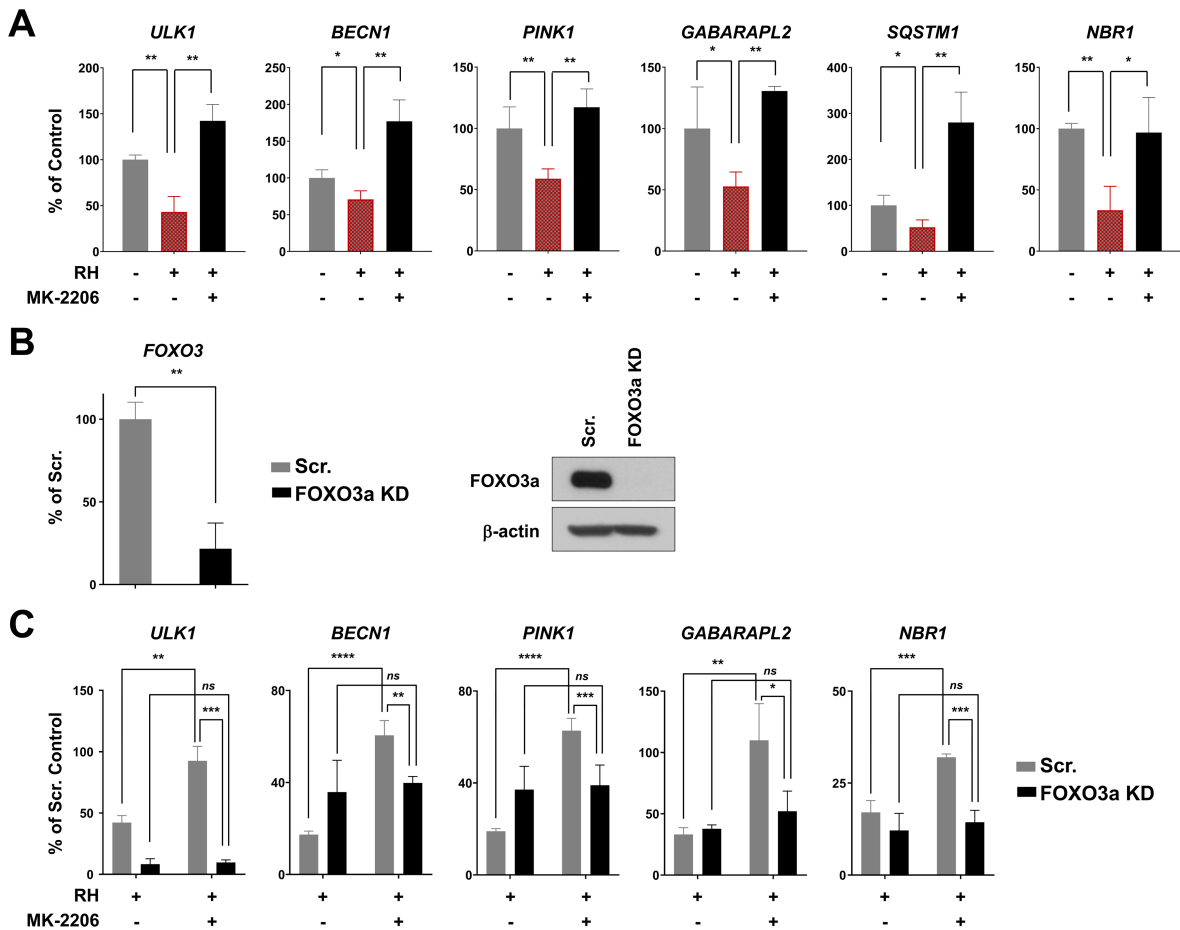 A
ULK1 BECN1 PINK1 GABARAPL2 SQSTM1 NBR1
** ** * ** ** ** * ** * ** ** *
% of Control
200 150 100 50 0
250 200 150 100 50 0
150 100 50 0
150 100 50 0
400 300 200 100 0
150 100 50 0
RH - + + - + + - + + - + + - + + - + +
MK-2206 - - + - - + - - + - - + - - + - - +
B
FOXO3
**
% of Scr.
100
50
0
Scr.
FOXO3a KD
Scr.
FOXO3a KD
FOXO3a
β-actin
C
ULK1 BECN1 PINK1 GABARAPL2 NBR1
** ns ***
**** ns **
**** ns ***
** ns *
*** ns ***
% of Scr. Control
150 100 50 0
80 40 0
80 40 0
150 100 50 0
50 25 0
Scr.
FOXO3a KD
RH + + + + + + + + + +
MK-2206 - + - + - + - + - +